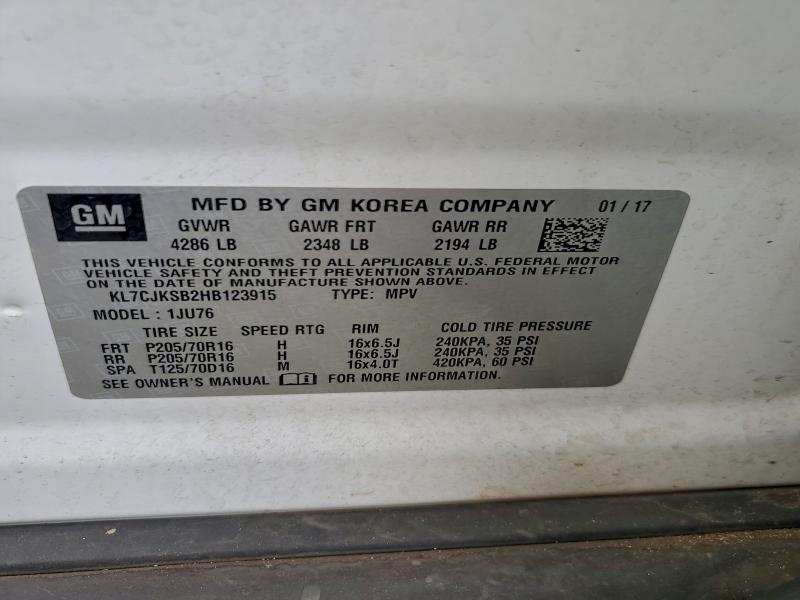 GM MFD BY GM KOREA COMPANY 01 / 17
GVWR GAWR FRT GAWR RR
4286 LB 2348 LB 2194 LB
THIS VEHICLE CONFORMS TO ALL APPLICABLE U.S. FEDERAL MOTOR
VEHICLE SAFETY AND THEFT PREVENTION STANDARDS IN EFFECT
ON THE DATE OF MANUFACTURE SHOWN ABOVE.
KL7CJKSB2HB123915 TYPE: MPV
MODEL : 1JU76
TIRE SIZE SPEED RTG RIM COLD TIRE PRESSURE
FRT P205/70R16 H 16x6.5J 240KPA, 35 PSI
RR P205/70R16 H 16x6.5J 240KPA, 35 PSI
SPA T125/70D16 M 16x4.0T 420KPA, 60 PSI
SEE OWNER'S MANUAL FOR MORE INFORMATION.